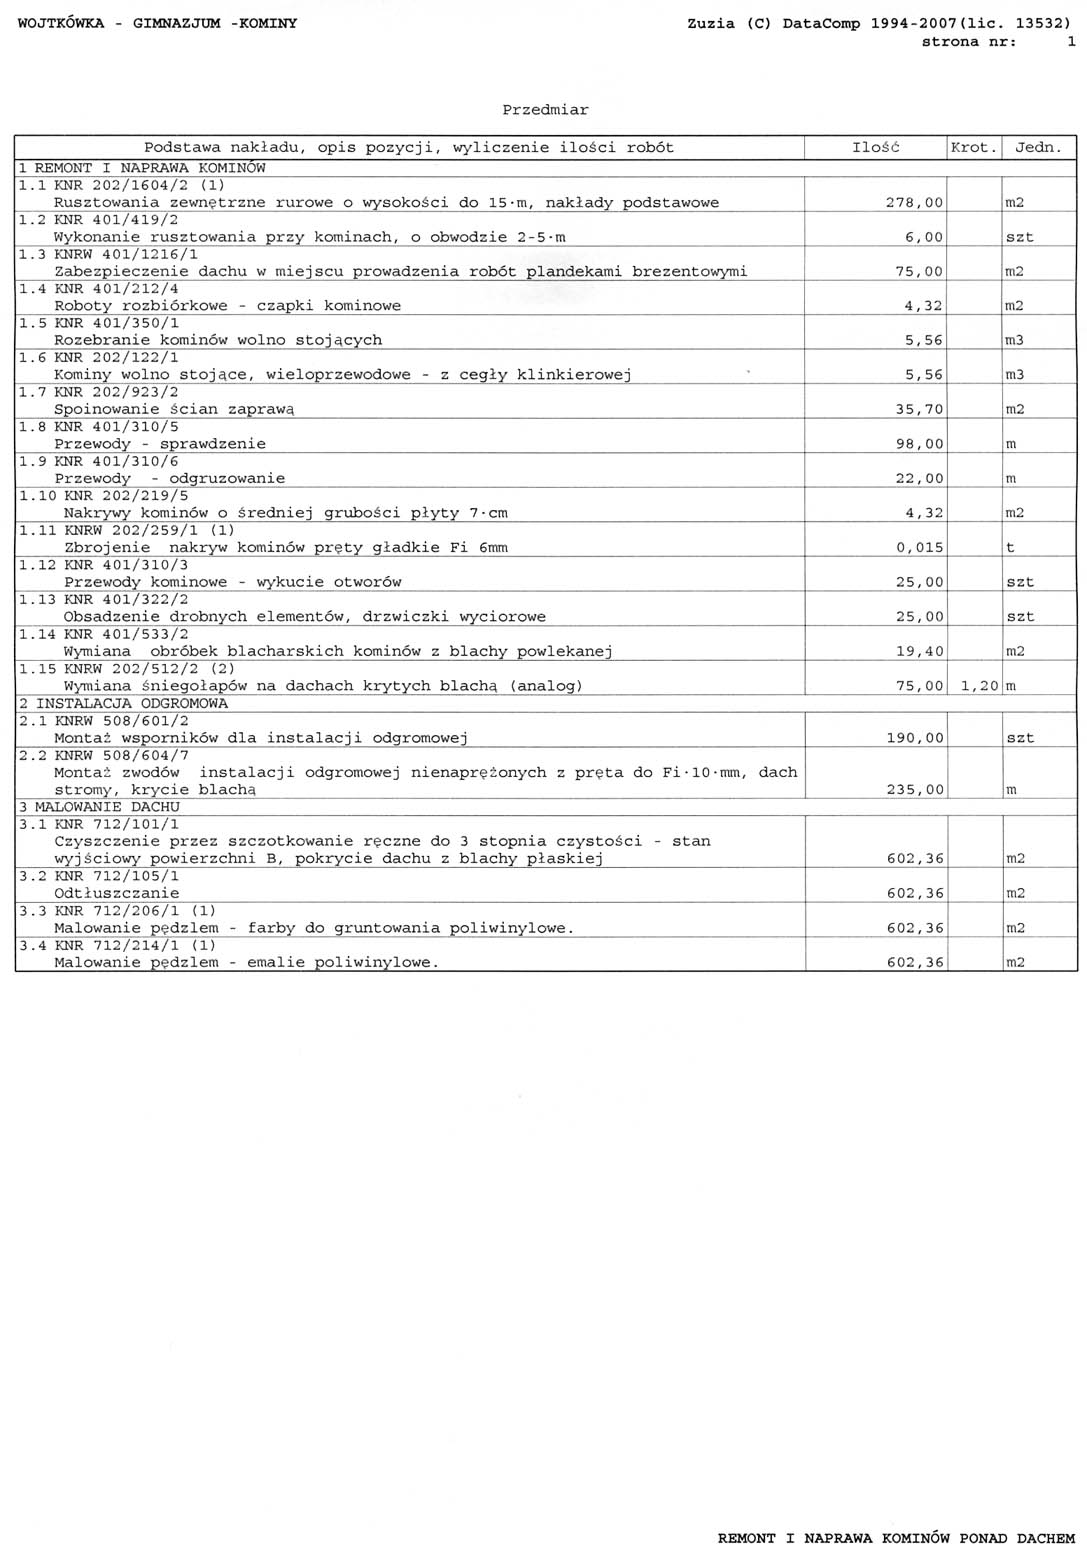 WOJTKÓWKA - GIMNAZJUM -KOMINY
Zuzia (C) DataComp 1994-2007(lic. 13532)
strona nr: 1
Przedmiar
Podstawa nakładu, opis pozycji, wyliczenie ilości robót Ilość Krot. Jedn.
1 REMONT I NAPRAWA KOMINÓW
1.1 KNR 202/1604/2 (1)
Rusztowania zewnętrzne rurowe o wysokości do 15·m, nakłady podstawowe 278,00 m2
1.2 KNR 401/419/2
Wykonanie rusztowania przy kominach, o obwodzie 2-5·m 6,00 szt
1.3 KNRW 401/1216/1
Zabezpieczenie dachu w miejscu prowadzenia robót plandekami brezentowymi 75,00 m2
1.4 KNR 401/212/4
Roboty rozbiórkowe - czapki kominowe 4,32 m2
1.5 KNR 401/350/1
Rozebranie kominów wolno stojących 5,56 m3
1.6 KNR 202/122/1
Kominy wolno stojące, wieloprzewodowe - z cegły klinkierowej 5,56 m3
1.7 KNR 202/923/2
Spoinowanie ścian zaprawą 35,70 m2
1.8 KNR 401/310/5
Przewody - sprawdzenie 98,00 m
1.9 KNR 401/310/6
Przewody - odgruzowanie 22,00 m
1.10 KNR 202/219/5
Nakrywy kominów o średniej grubości płyty 7·cm 4,32 m2
1.11 KNRW 202/259/1 (1)
Zbrojenie nakryw kominów pręty gładkie Fi 6mm 0,015 t
1.12 KNR 401/310/3
Przewody kominowe - wykucie otworów 25,00 szt
1.13 KNR 401/322/2
Obsadzenie drobnych elementów, drzwiczki wyciorowe 25,00 szt
1.14 KNR 401/533/2
Wymiana obróbek blacharskich kominów z blachy powlekanej 19,40 m2
1.15 KNRW 202/512/2 (2)
Wymiana śniegołapów na dachach krytych blachą (analog) 75,00 1,20 m
2 INSTALACJA ODGROMOWA
2.1 KNRW 508/601/2
Montaż wsporników dla instalacji odgromowej 190,00 szt
2.2 KNRW 508/604/7
Montaż zwodów instalacji odgromowej nienaprężonych z pręta do Fi·10·mm, dach
stromy, krycie blachą 235,00 m
3 MALOWANIE DACHU
3.1 KNR 712/101/1
Czyszczenie przez szczotkowanie ręczne do 3 stopnia czystości - stan
wyjściowy powierzchni B, pokrycie dachu z blachy płaskiej 602,36 m2
3.2 KNR 712/105/1
Odtłuszczanie 602,36 m2
3.3 KNR 712/206/1 (1)
Malowanie pędzlem - farby do gruntowania poliwinylowe. 602,36 m2
3.4 KNR 712/214/1 (1)
Malowanie pędzlem - emalie poliwinylowe. 602,36 m2
REMONT I NAPRAWA KOMINÓW PONAD DACHEM